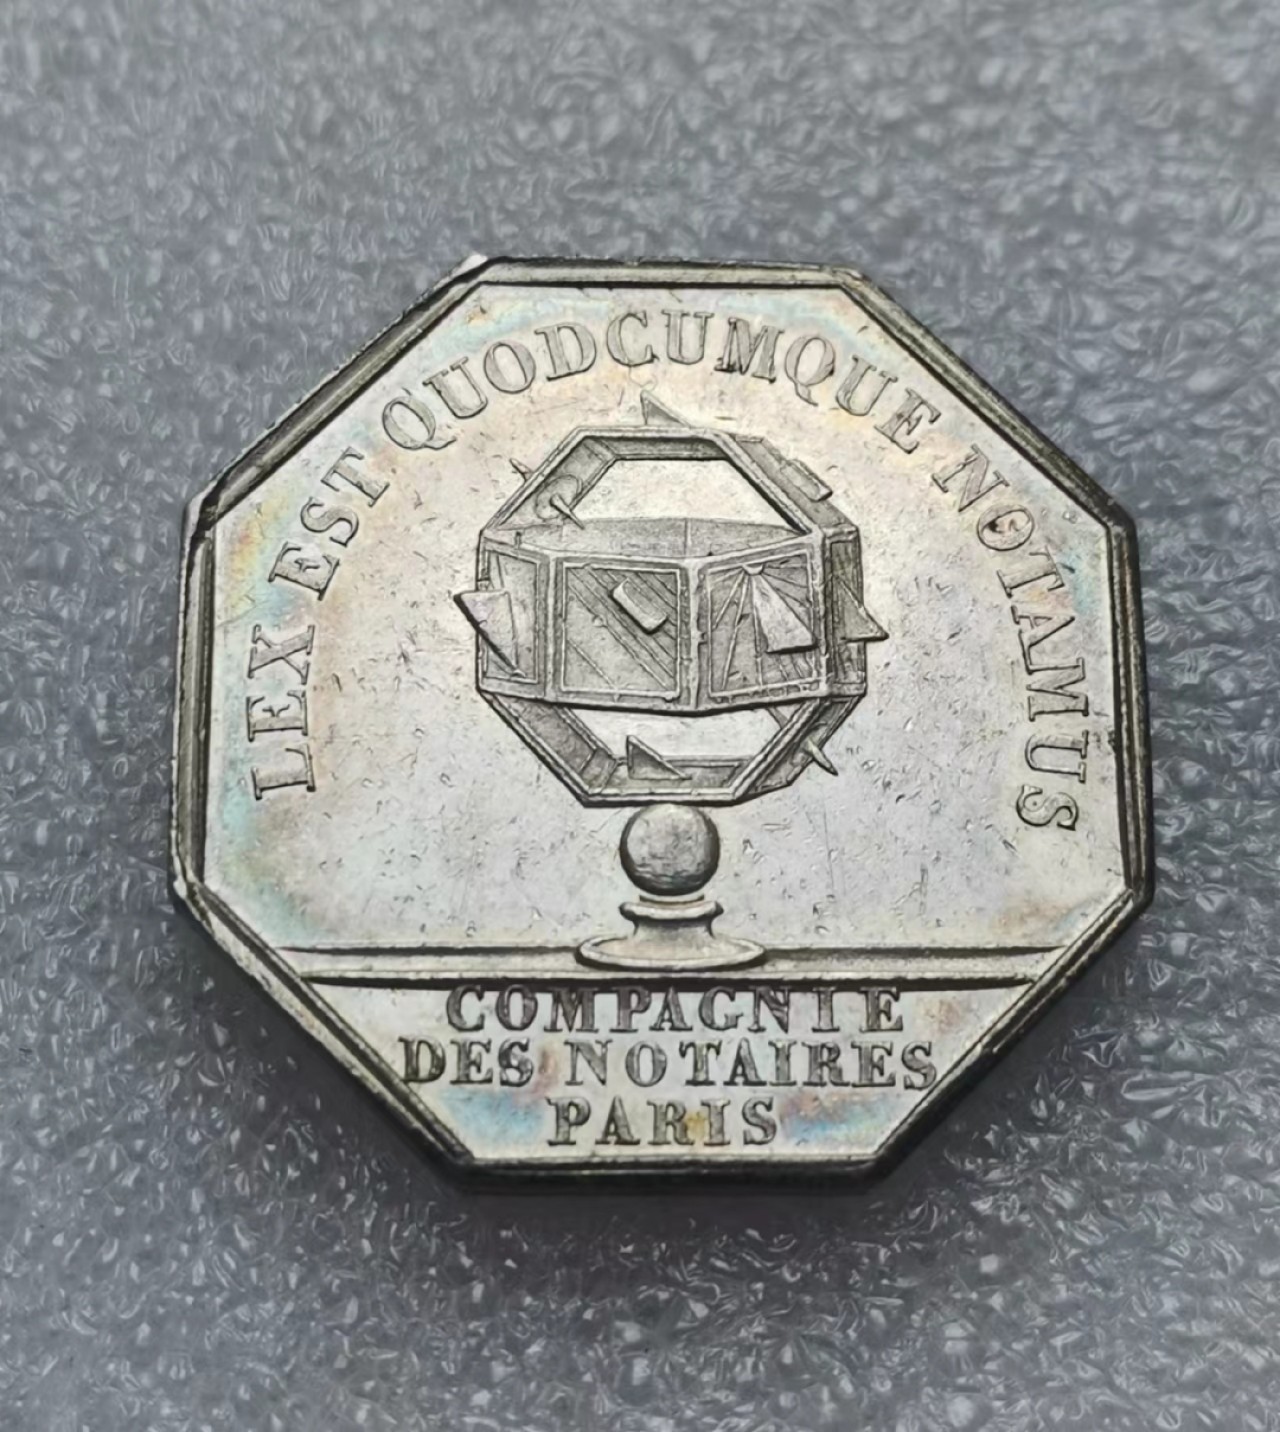 LEX EST QUODCUMQUE NOTAMUS
COMPAGNIE
DES NOTAIRES
PARIS